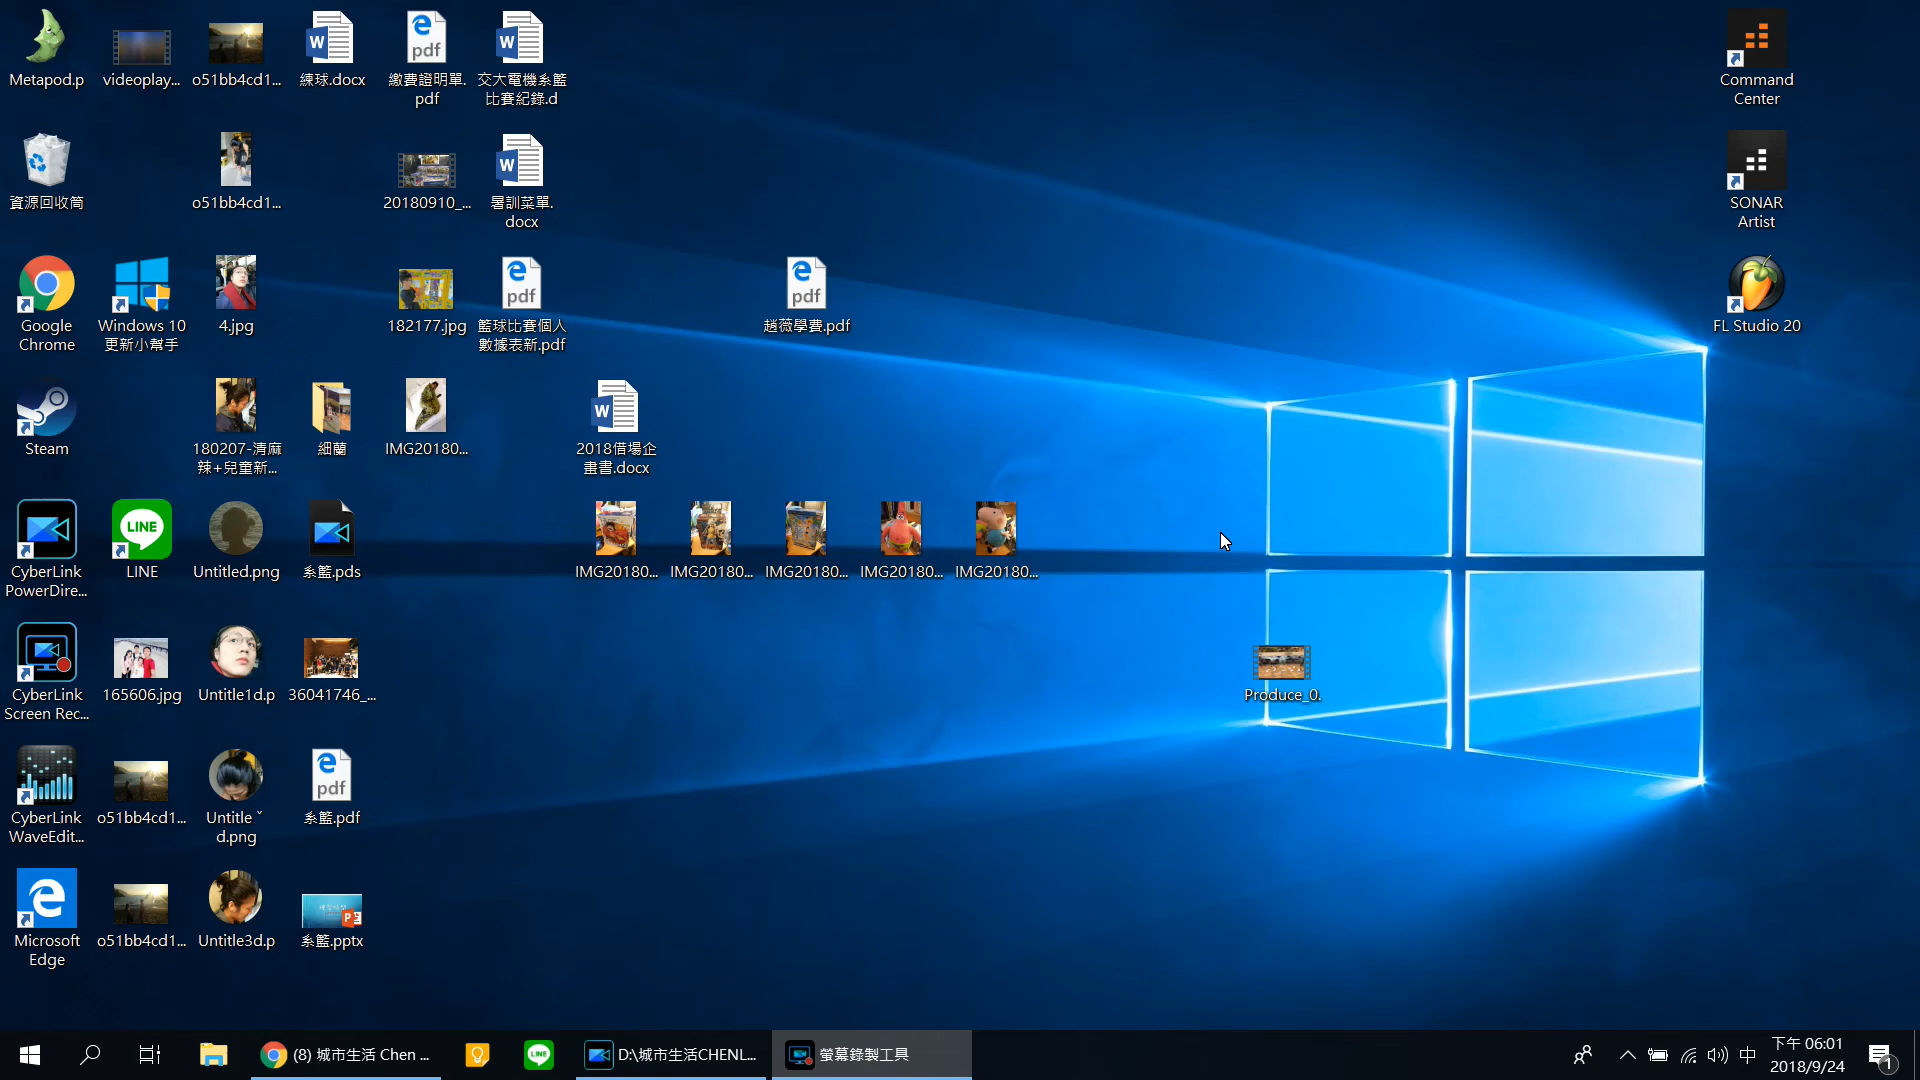 Metapod.p
videoplay...
o51bb4cd1...
練球.docx
繳費證明單.
pdf
交大電機系籃
比賽紀錄.d
Command
Center
資源回收筒
o51bb4cd1...
20180910_...
暑訓菜單.
docx
SONAR
Artist
Google
Chrome
Windows 10
更新小幫手
4.jpg
182177.jpg
籃球比賽個人
數據表新.pdf
趙薇學費.pdf
FL Studio 20
Steam
180207-清麻
辣+兒童新...
細蘭
IMG20180...
2018借場企
畫書.docx
CyberLink
PowerDire...
LINE
Untitled.png
系籃.pds
IMG20180...
IMG20180...
IMG20180...
IMG20180...
IMG20180...
CyberLink
Screen Rec...
165606.jpg
Untitle1d.p
36041746_...
Produce_0.
CyberLink
WaveEdit...
o51bb4cd1...
Untitle ˇ
d.png
系籃.pdf
Microsoft
Edge
o51bb4cd1...
Untitle3d.p
系籃.pptx
(8) 城市生活 Chen ...
D:\城市生活CHENL...
螢幕錄製工具
中
下午 06:01
2018/9/24
1